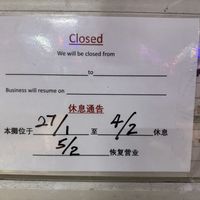 Closed
We will be closed from
to
Business will resume on
休息通告
本摊位于 27/1 至 4/2 休息
5/2 恢复营业